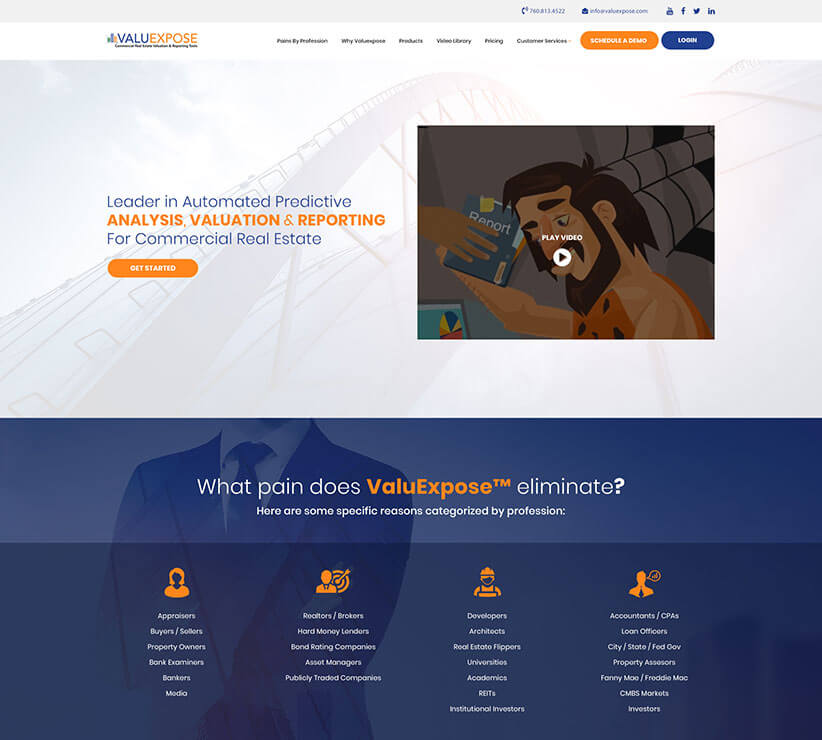 760.813.4522 info@valuexpose.com
VALUEXPOSE
Commercial Real Estate Valuation & Reporting Tools
Pains By Profession Why Valuexpose Products Video Library Pricing Customer Services SCHEDULE A DEMO LOGIN
Leader in Automated Predictive
ANALYSIS, VALUATION & REPORTING
For Commercial Real Estate
GET STARTED
Report
PLAY VIDEO
What pain does ValuExpose™ eliminate?
Here are some specific reasons categorized by profession:
Appraisers
Buyers / Sellers
Property Owners
Bank Examiners
Bankers
Media
Realtors / Brokers
Hard Money Lenders
Bond Rating Companies
Asset Managers
Publicly Traded Companies
Developers
Architects
Real Estate Flippers
Universities
Academics
REITs
Institutional Investors
Accountants / CPAs
Loan Officers
City / State / Fed Gov
Property Assesors
Fanny Mae / Freddie Mac
CMBS Markets
Investors